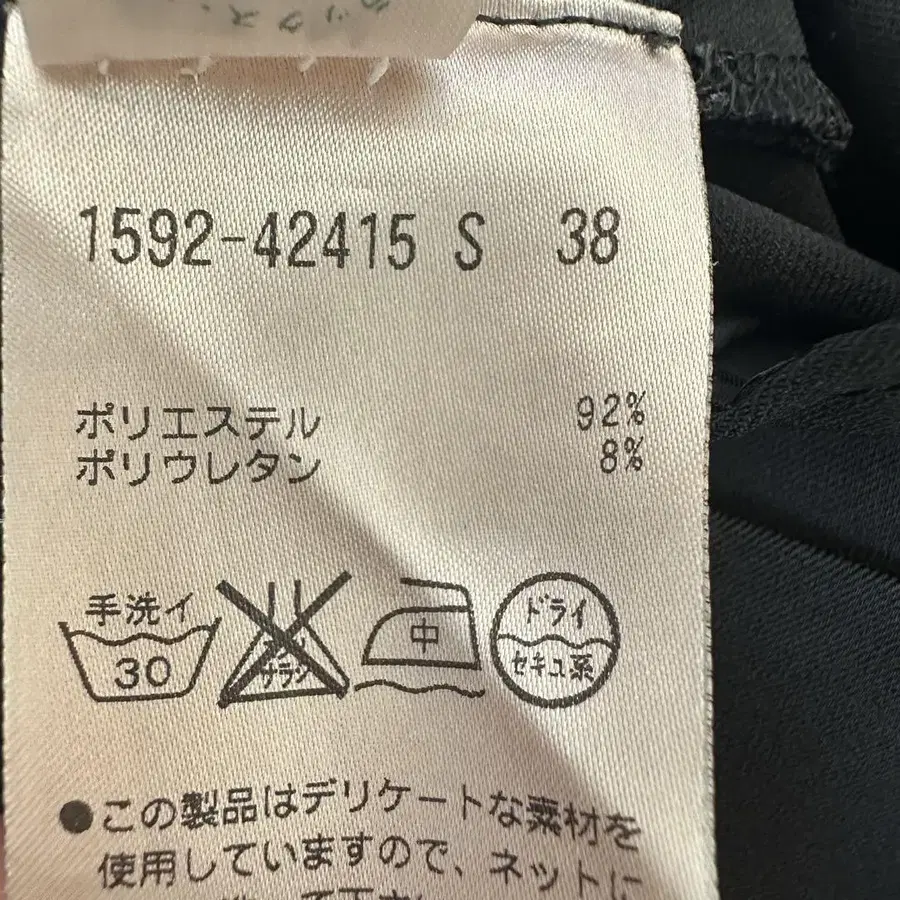 1592-42415 S 38
ポリエステル 92%
ポリウレタン 8%
手洗イ
30
中
ドライ
セキユ系
●この製品はデリケートな素材を
使用していますので、ネットに